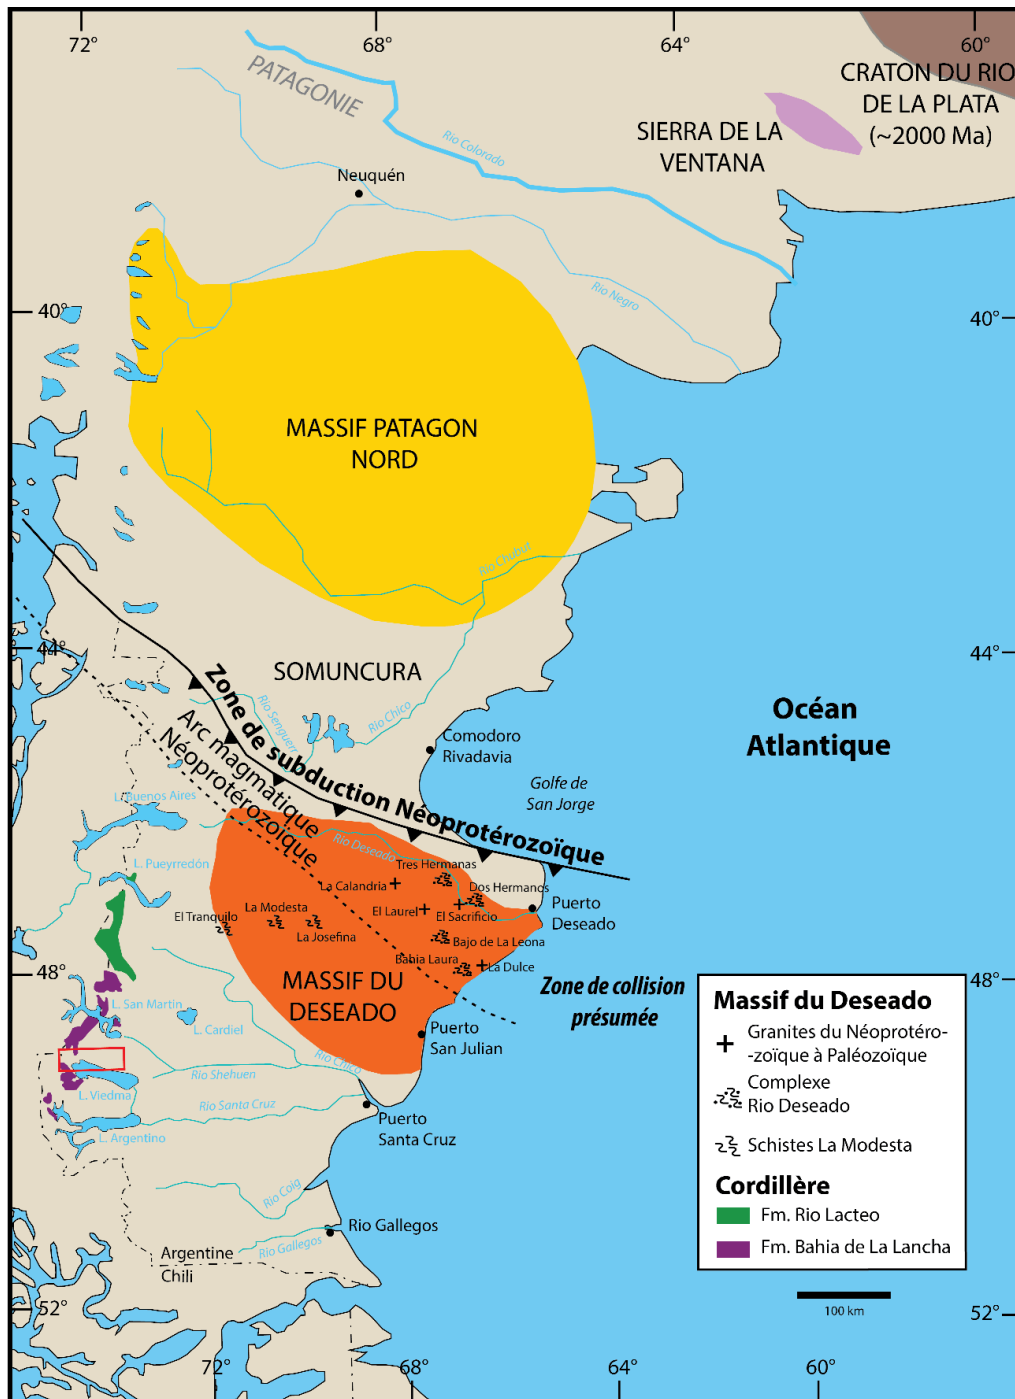 72°
68°
64°
60°
PATAGONIE
CRATON DU RIO
DE LA PLATA
(~2000 Ma)
SIERRA DE LA
VENTANA
Rio Colorado
Neuquén
Rio Negro
40°
40°
MASSIF PATAGON
NORD
Rio Chubut
44°
44°
SOMUNCURA
Zone de subduction Néoprotérozoïque
Arc magmatique
Néoprotérozoïque
Rio Senguerr
Rio Chico
Océan
Atlantique
Comodoro
Rivadavia
Golfe de
San Jorge
L. Buenos Aires
L. Pueyrredón
Rio Deseado
Tres Hermanas
La Calandria
Dos Hermanos
El Laurel
El Sacrificio
Puerto
Deseado
El Tranquilo
La Modesta
La Josefina
Bajo de La Leona
Bahia Laura
La Dulce
48°
48°
MASSIF DU
DESEADO
Zone de collision
présumée
L. San Martin
L. Cardiel
Puerto
San Julian
Rio Chico
Rio Shehuen
L. Viedma
Rio Santa Cruz
Puerto
Santa Cruz
L. Argentino
Rio Coig
Rio Gallegos
Rio Gallegos
Argentine
Chili
Massif du Deseado
Granites du Néoprotéro-
-zoïque à Paléozoïque
Complexe
Rio Deseado
Schistes La Modesta
Cordillère
Fm. Rio Lacteo
Fm. Bahia de La Lancha
100 km
52°
52°
72°
68°
64°
60°